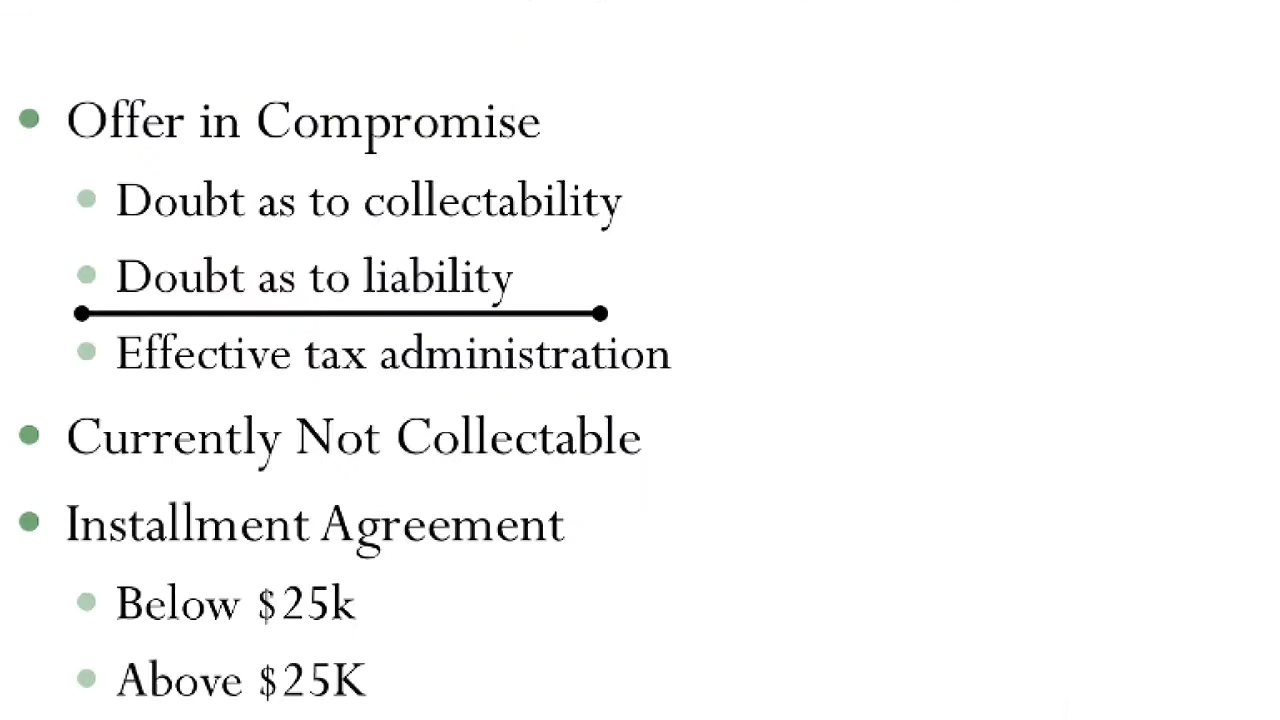 Offer in Compromise
Doubt as to collectability
Doubt as to liability
Effective tax administration
Currently Not Collectable
Installment Agreement
Below $25k
Above $25K